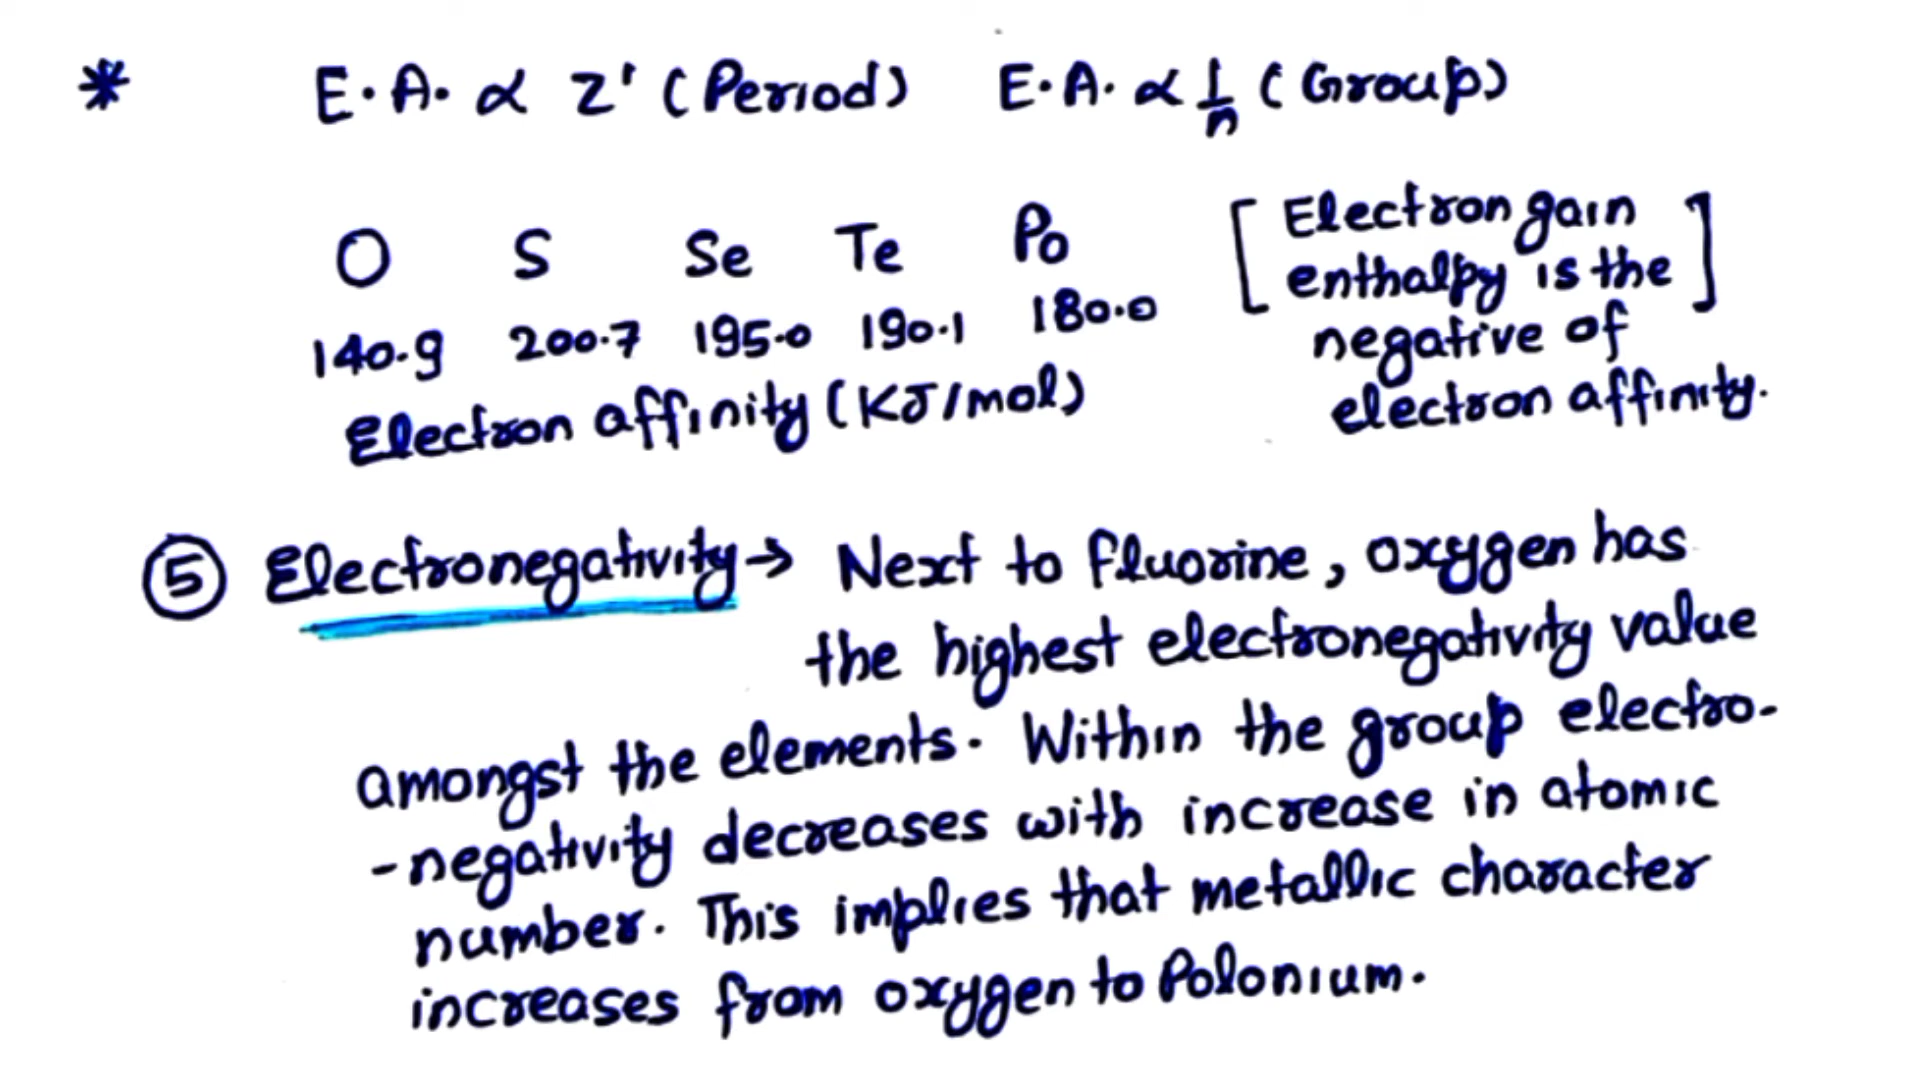 * E.A. ∝ Z' (Period) E.A. ∝ 1/n (Group)
O S Se Te Po
140.9 200.7 195.0 190.1 180.0
Electron affinity (KJ/mol)
[Electron gain
enthalpy is the]
negative of
electron affinity.
⑤ Electronegativity → Next to fluorine, oxygen has
the highest electronegativity value
amongst the elements. Within the group electro-
-negativity decreases with increase in atomic
number. This implies that metallic character
increases from oxygen to Polonium.